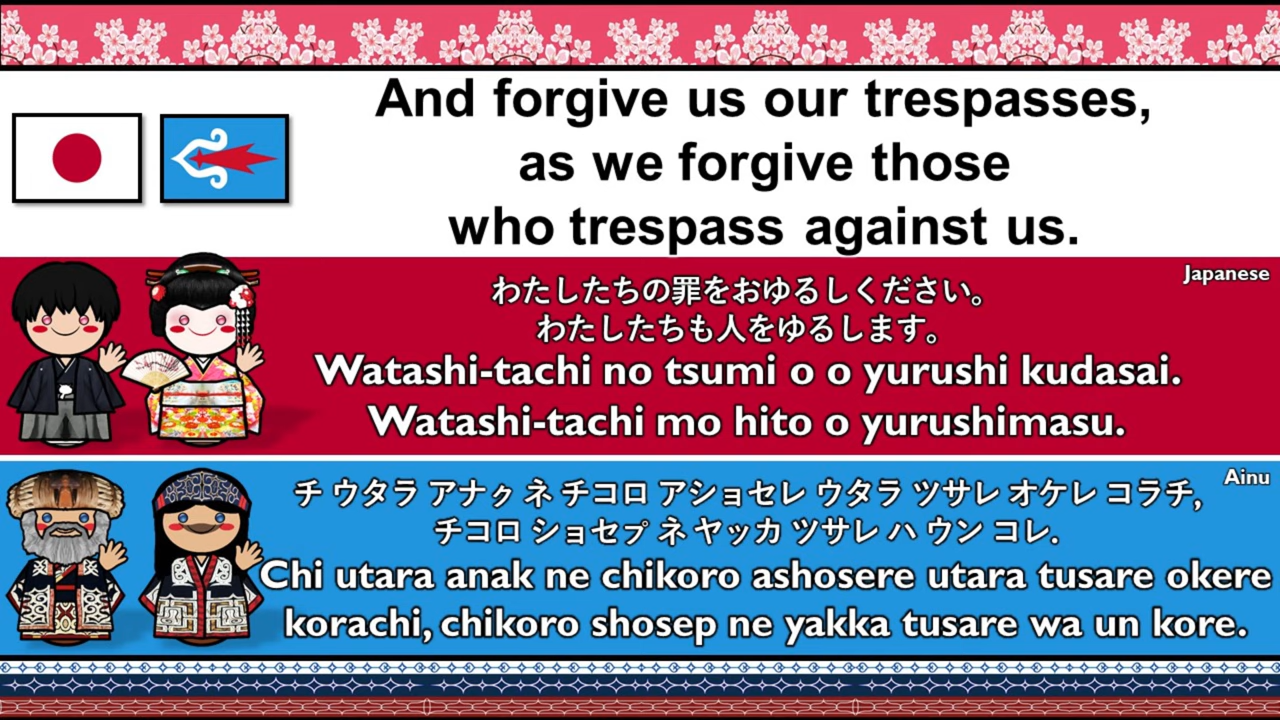 And forgive us our trespasses,
as we forgive those
who trespass against us.
Japanese
わたしたちの罪をおゆるしください。
わたしたちも人をゆるします。
Watashi-tachi no tsumi o o yurushi kudasai.
Watashi-tachi mo hito o yurushimasu.
Ainu
チ ウタラ アナㇰ ネ チコロ アショセレ ウタラ ツサレ オケレ コラチ,
チコロ ショセㇷ゚ ネ ヤッカ ツサレ ハ ウン コレ.
Chi utara anak ne chikoro ashosere utara tusare okere
korachi, chikoro shosep ne yakka tusare wa un kore.